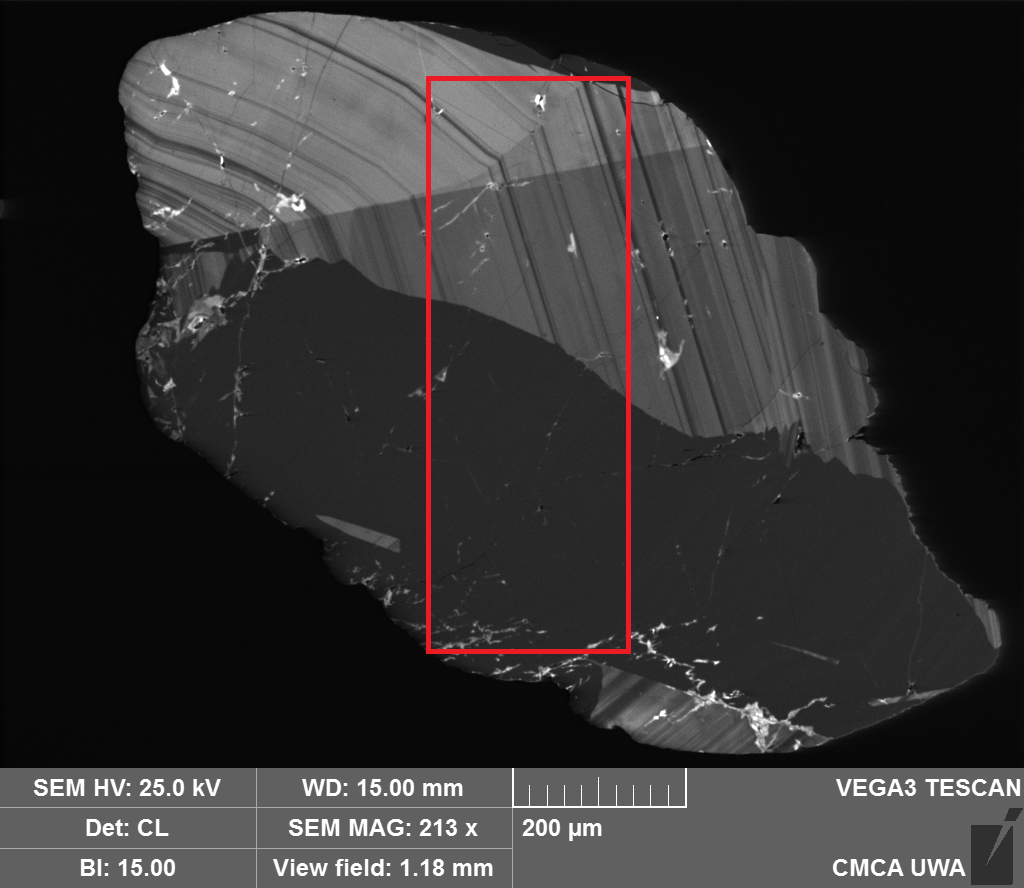 SEM HV: 25.0 kV
WD: 15.00 mm
VEGA3 TESCAN
Det: CL
SEM MAG: 213 x
200 µm
BI: 15.00
View field: 1.18 mm
CMCA UWA